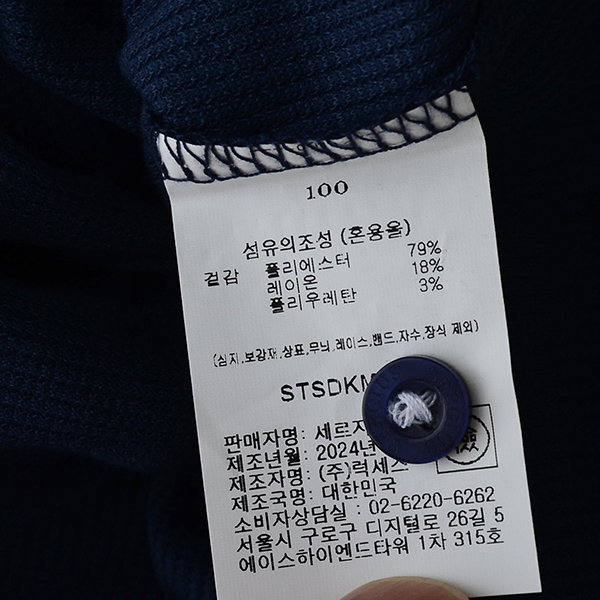 100
섬유의조성 (혼용율)
겉감 폴리에스터 79%
레이온 18%
폴리우레탄 3%
(심지,보강재,상표,무늬,레이스,밴드,자수,장식 제외)
STSDKM
판매자명: 세르지
제조년월: 2024년
제조자명: (주)럭세스
제조국명: 대한민국
소비자상담실 : 02-6220-6262
서울시 구로구 디지털로 26길 5
에이스하이엔드타워 1차 315호